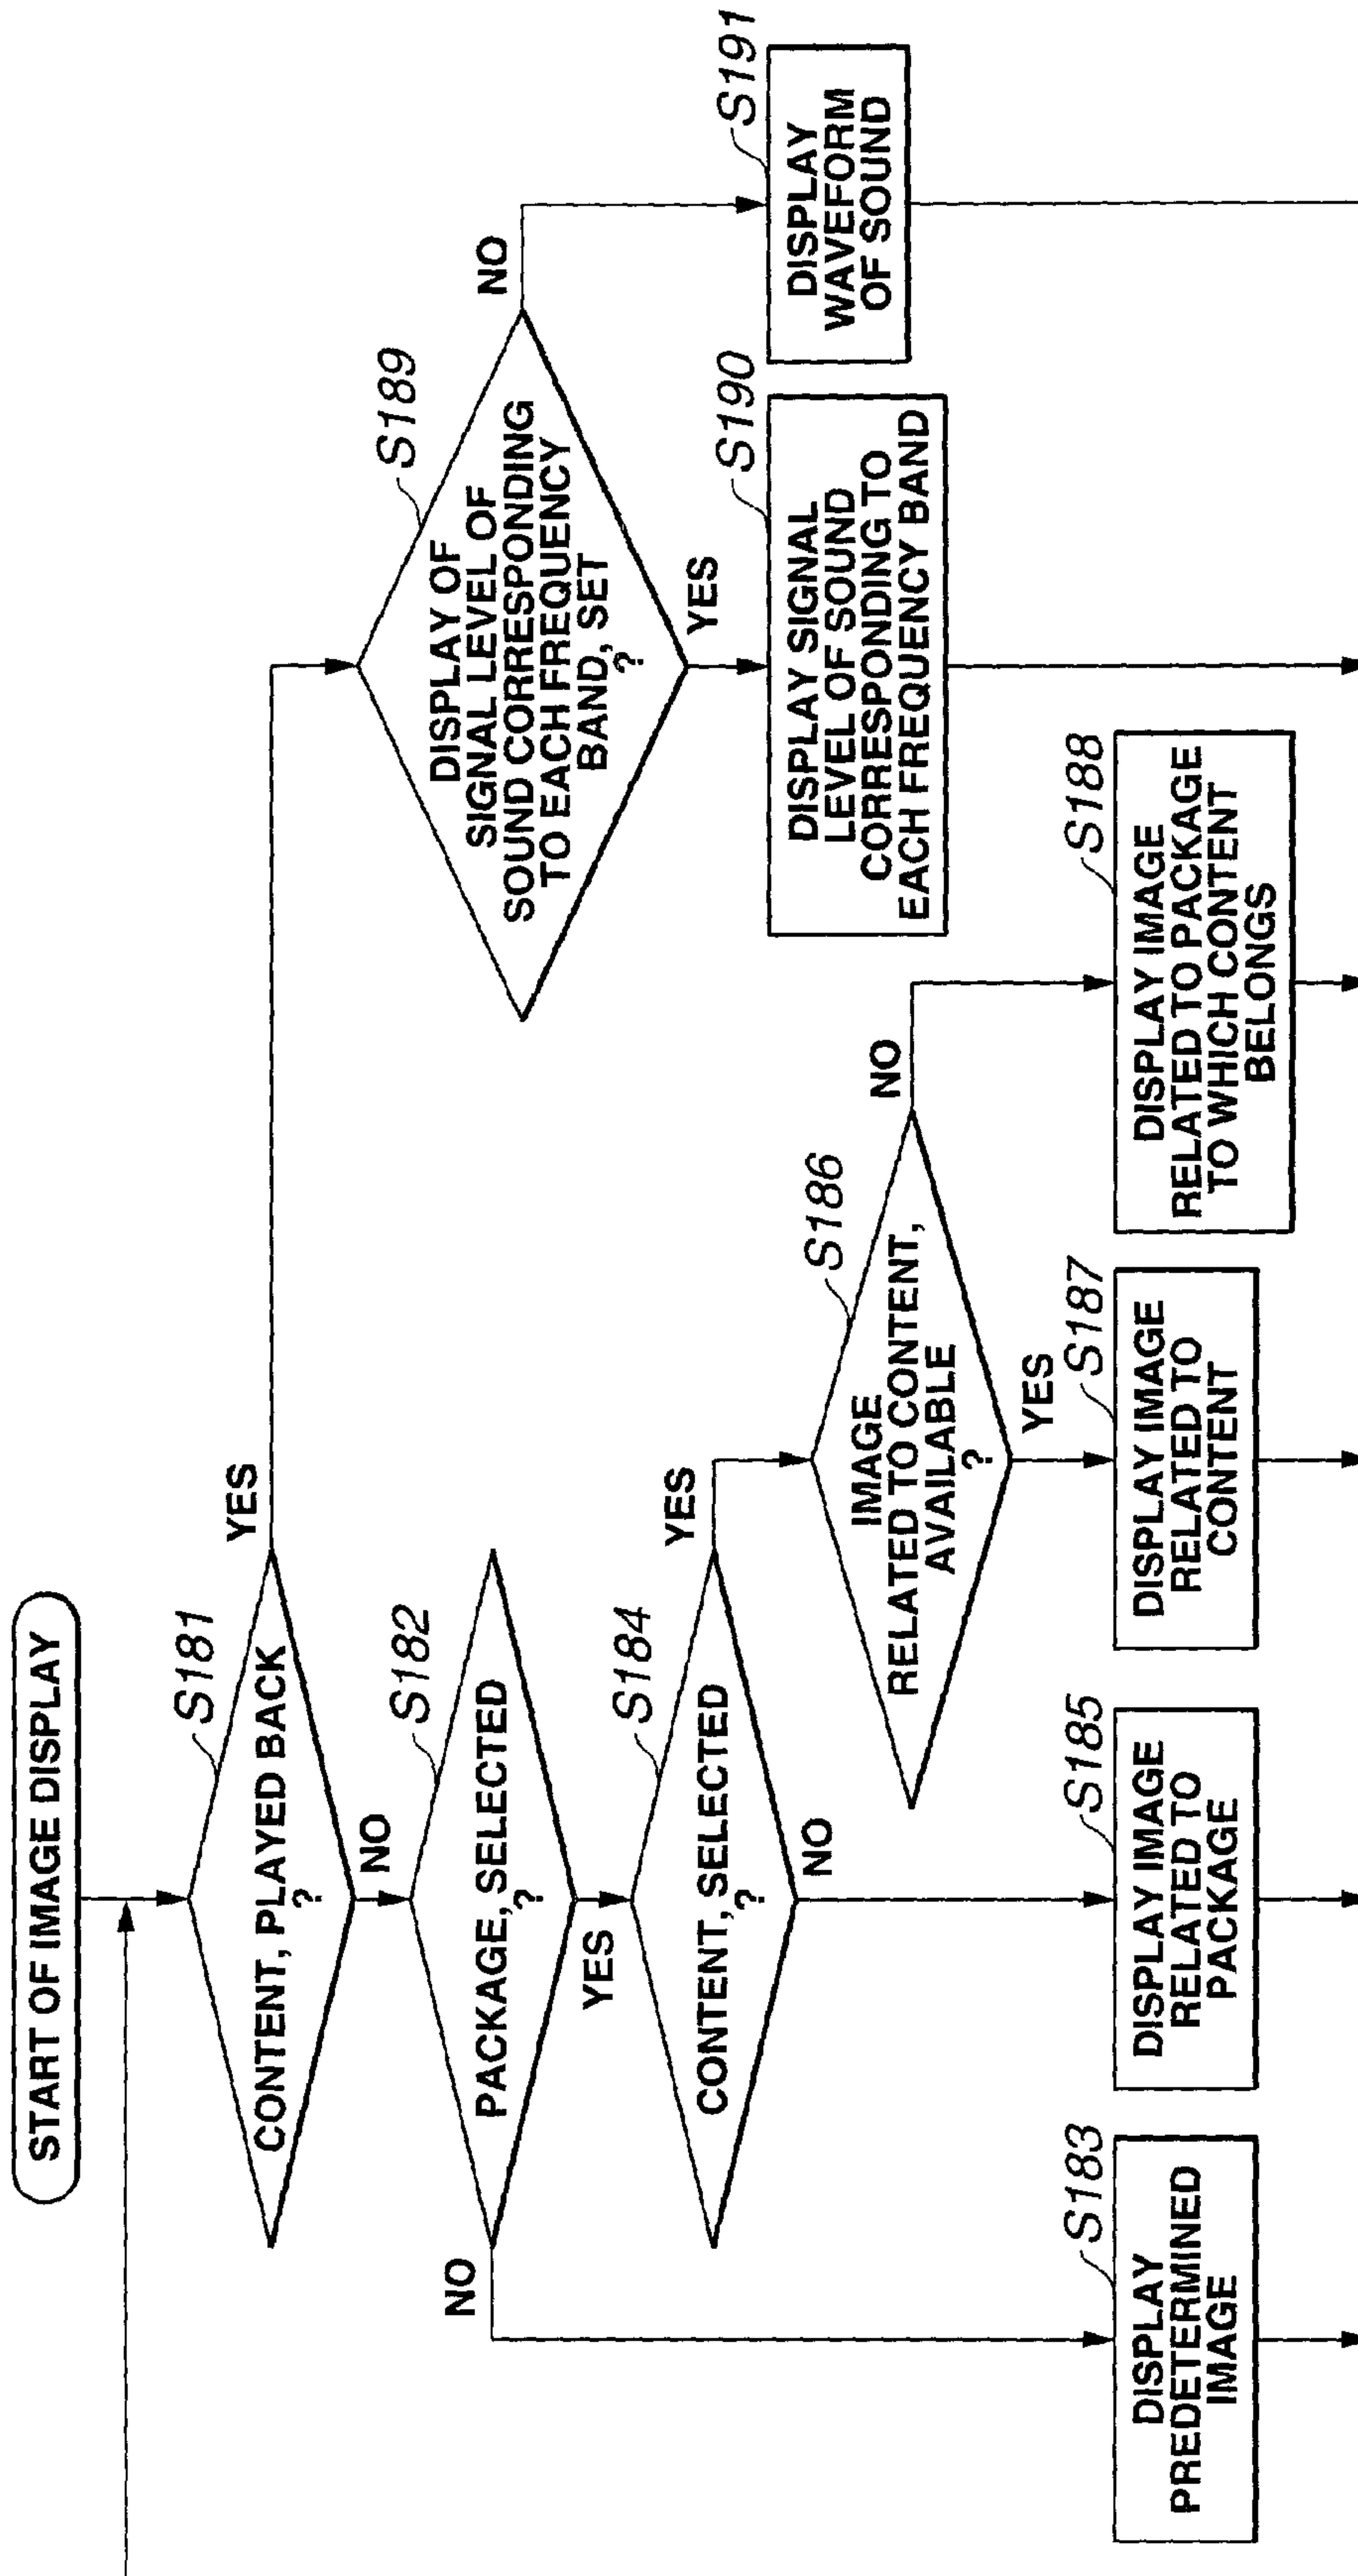 START OF IMAGE DISPLAY
S181
CONTENT, PLAYED BACK
?
YES
NO
S182
PACKAGE, SELECTED
?
NO
YES
S184
CONTENT, SELECTED
?
YES
NO
S186
IMAGE
RELATED TO CONTENT,
AVAILABLE
?
NO
YES
S189
DISPLAY OF
SIGNAL LEVEL OF
SOUND CORRESPONDING
TO EACH FREQUENCY
BAND, SET
?
NO
YES
S190
DISPLAY SIGNAL
LEVEL OF SOUND
CORRESPONDING TO
EACH FREQUENCY BAND
S191
DISPLAY
WAVEFORM
OF SOUND
S183
DISPLAY
PREDETERMINED
IMAGE
S185
DISPLAY IMAGE
RELATED TO
PACKAGE
S187
DISPLAY IMAGE
RELATED TO
CONTENT
S188
DISPLAY IMAGE
RELATED TO PACKAGE
TO WHICH CONTENT
BELONGS